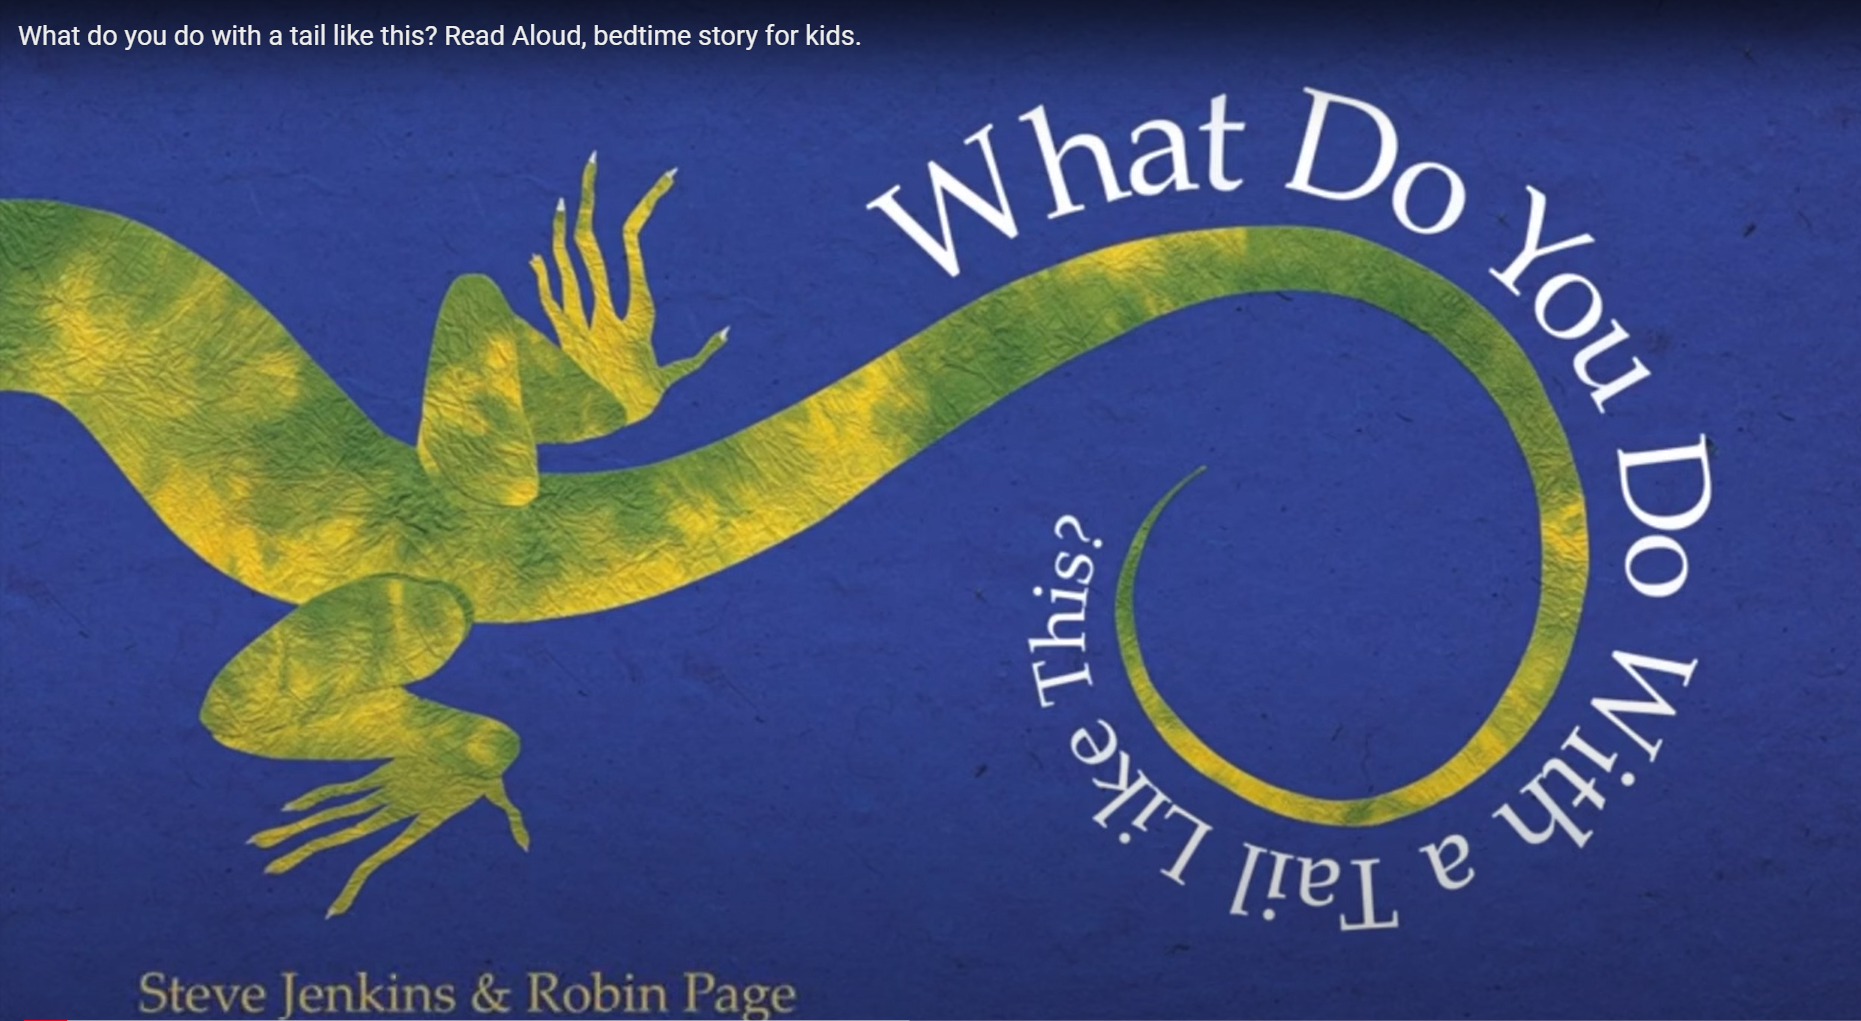 What do you do with a tail like this? Read Aloud, bedtime story for kids.
What Do You Do With a Tail Like This?
Steve Jenkins & Robin Page